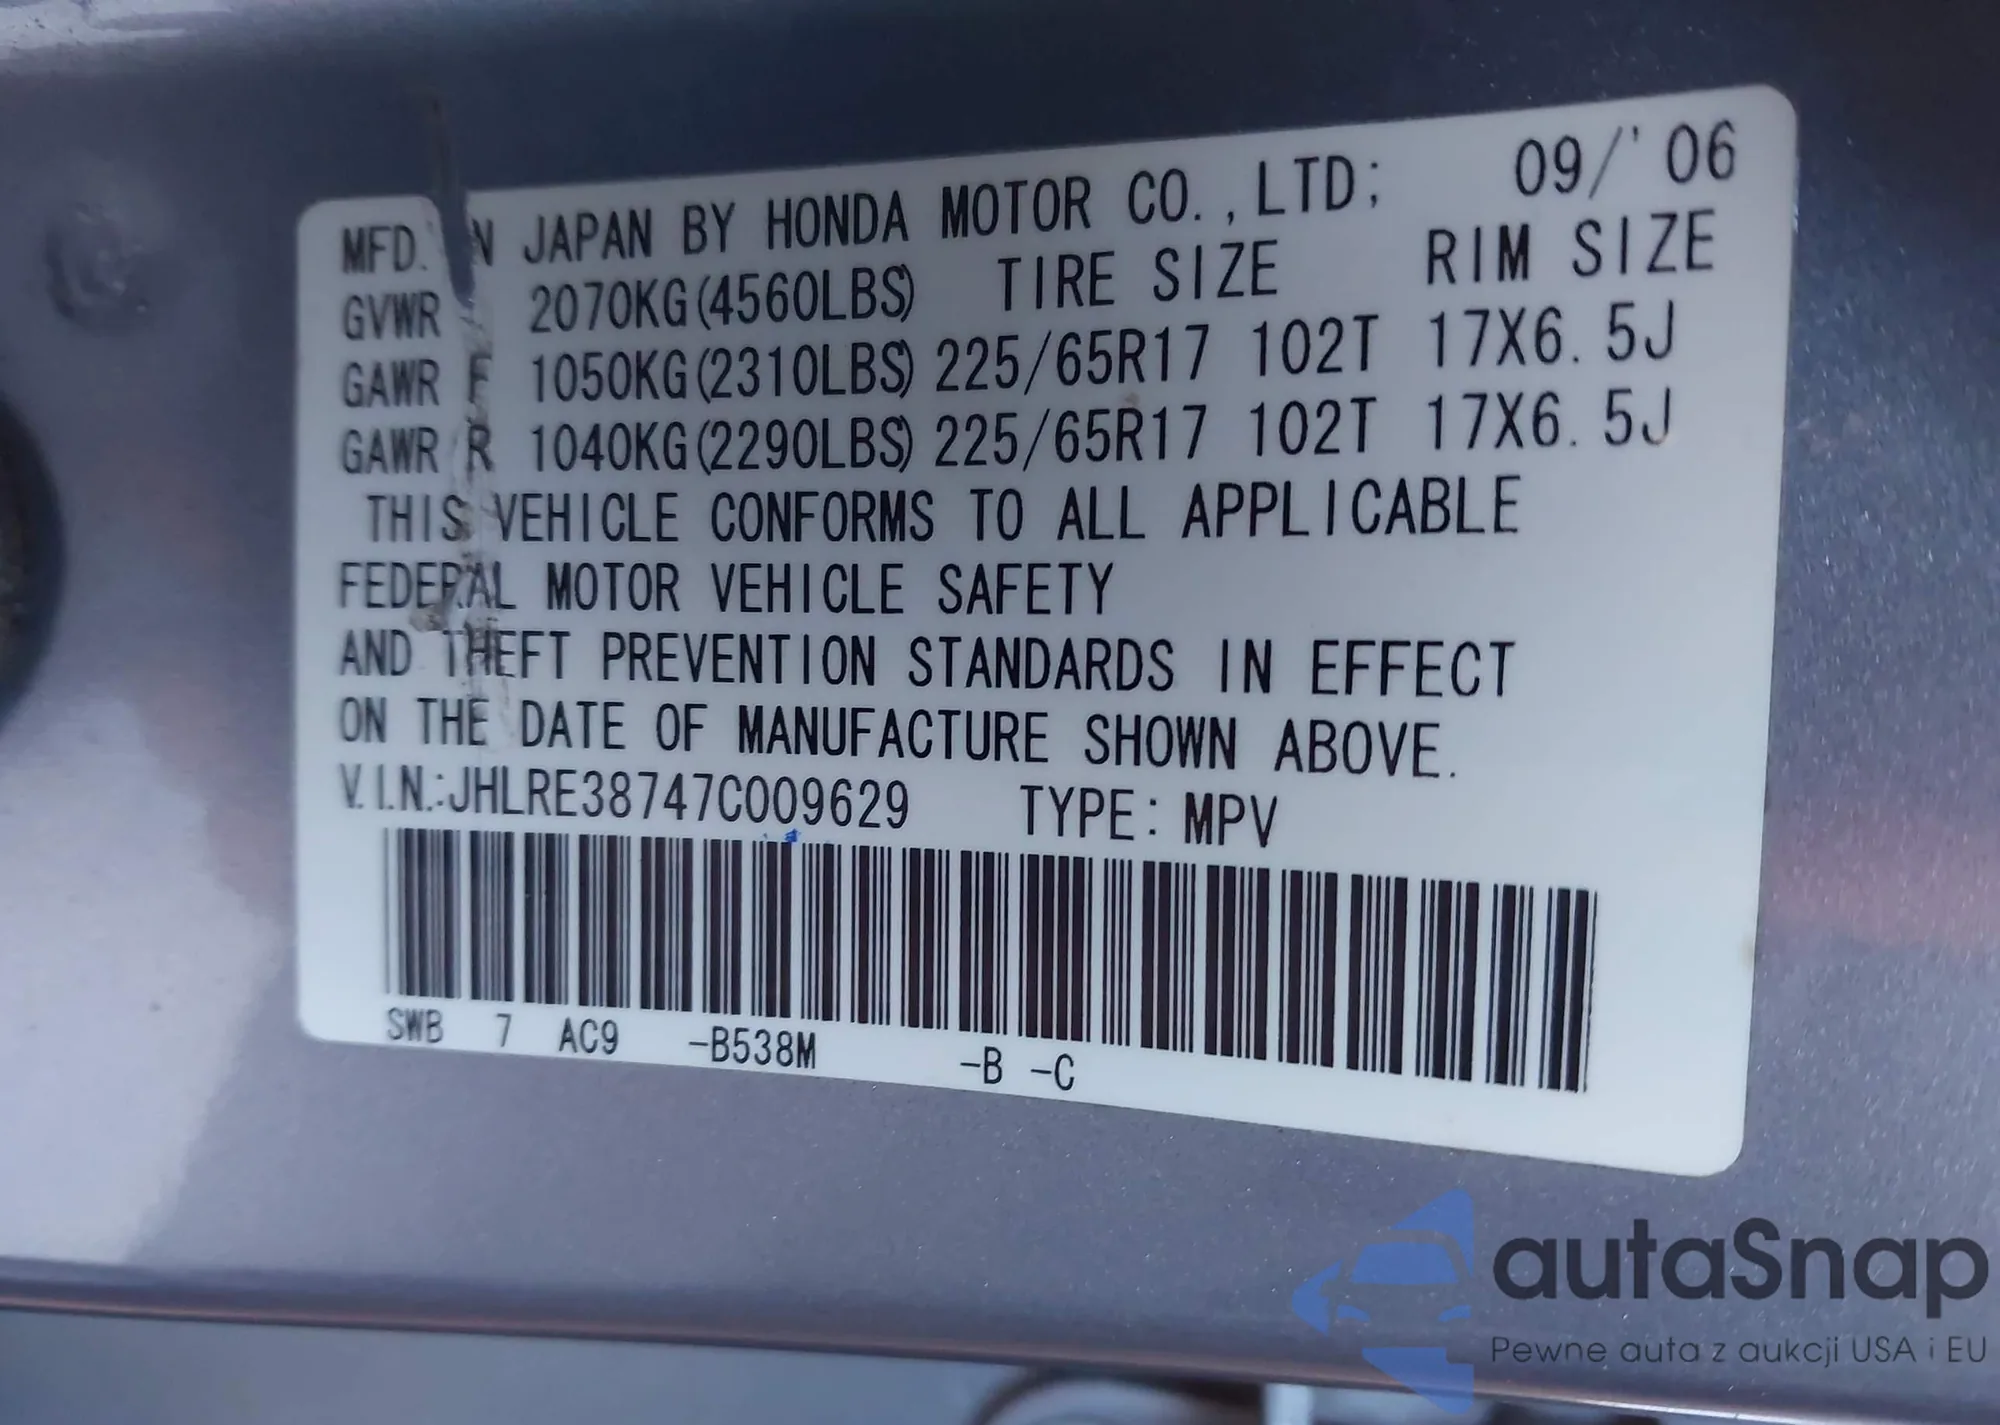 MFD. IN JAPAN BY HONDA MOTOR CO.,LTD; 09/'06
GVWR 2070KG(4560LBS) TIRE SIZE RIM SIZE
GAWR F 1050KG(2310LBS) 225/65R17 102T 17X6.5J
GAWR R 1040KG(2290LBS) 225/65R17 102T 17X6.5J
THIS VEHICLE CONFORMS TO ALL APPLICABLE
FEDERAL MOTOR VEHICLE SAFETY
AND THEFT PREVENTION STANDARDS IN EFFECT
ON THE DATE OF MANUFACTURE SHOWN ABOVE.
V.I.N.:JHLRE38747C009629 TYPE: MPV
SWB 7 AC9 -B538M -B -C
autaSnap
Pewne auta z aukcji USA i EU